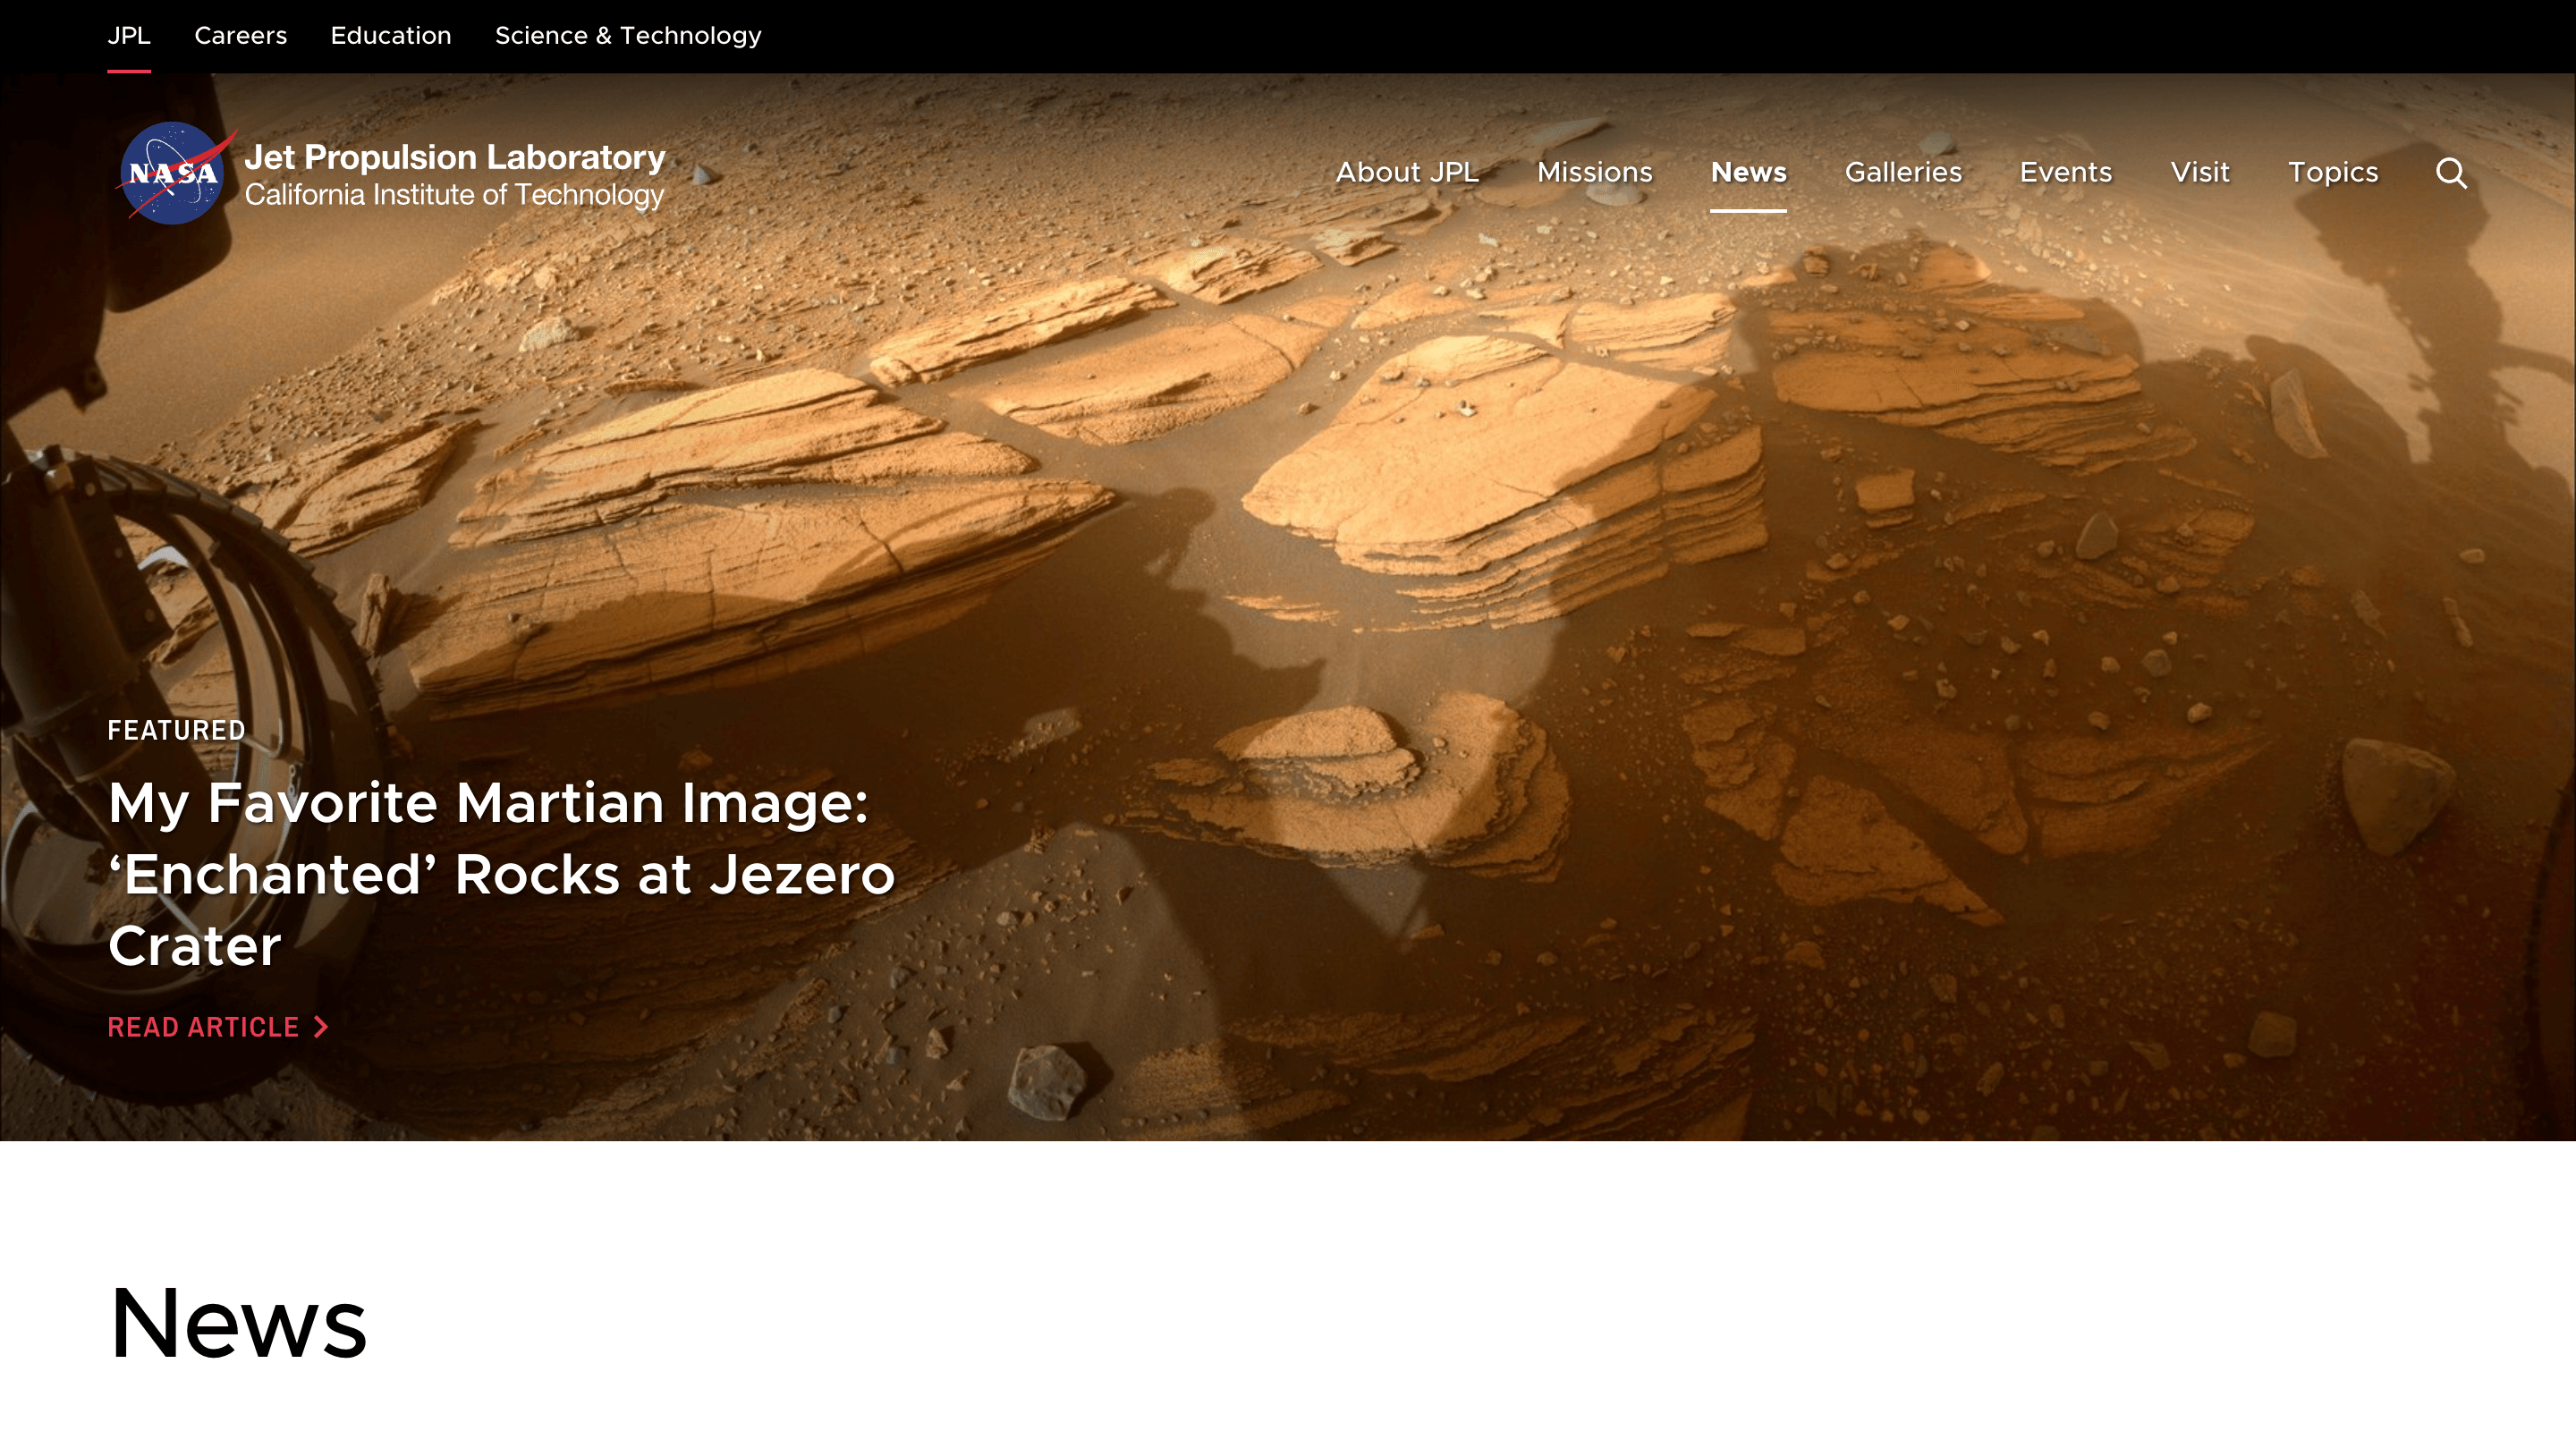 JPL Careers Education Science & Technology
NASA
Jet Propulsion Laboratory
California Institute of Technology
About JPL Missions News Galleries Events Visit Topics
FEATURED
My Favorite Martian Image:
‘Enchanted’ Rocks at Jezero
Crater
READ ARTICLE
News